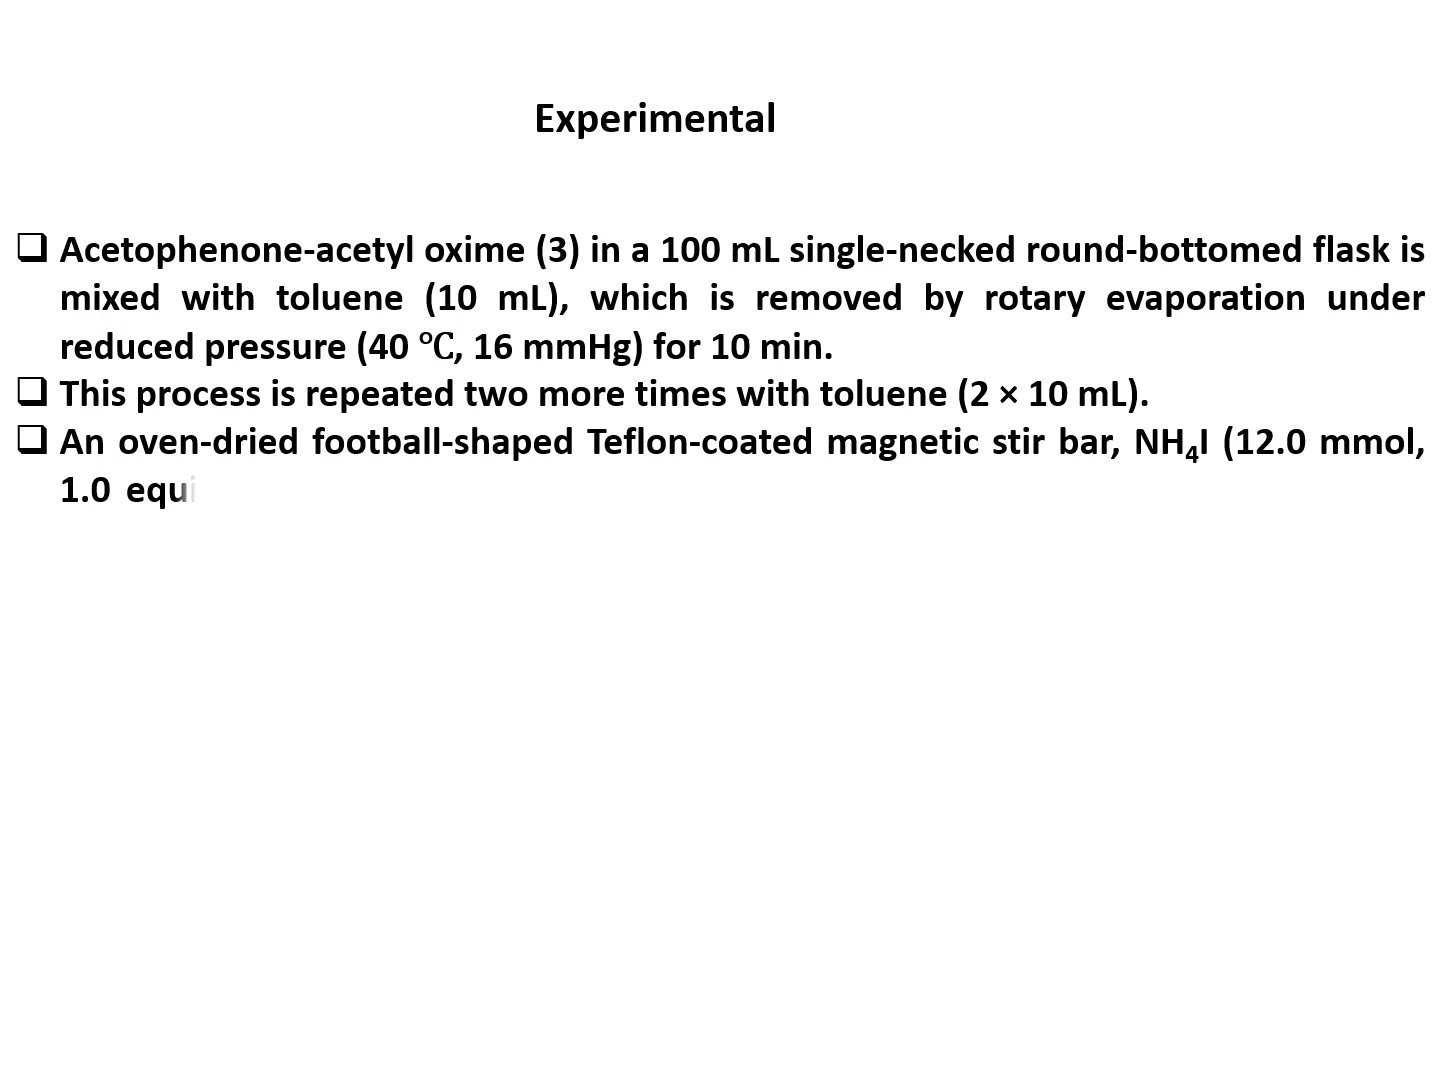 Experimental
❑ Acetophenone-acetyl oxime (3) in a 100 mL single-necked round-bottomed flask is
mixed with toluene (10 mL), which is removed by rotary evaporation under
reduced pressure (40 ℃, 16 mmHg) for 10 min.
❑ This process is repeated two more times with toluene (2 × 10 mL).
❑ An oven-dried football-shaped Teflon-coated magnetic stir bar, NH₄I (12.0 mmol,
1.0 equi